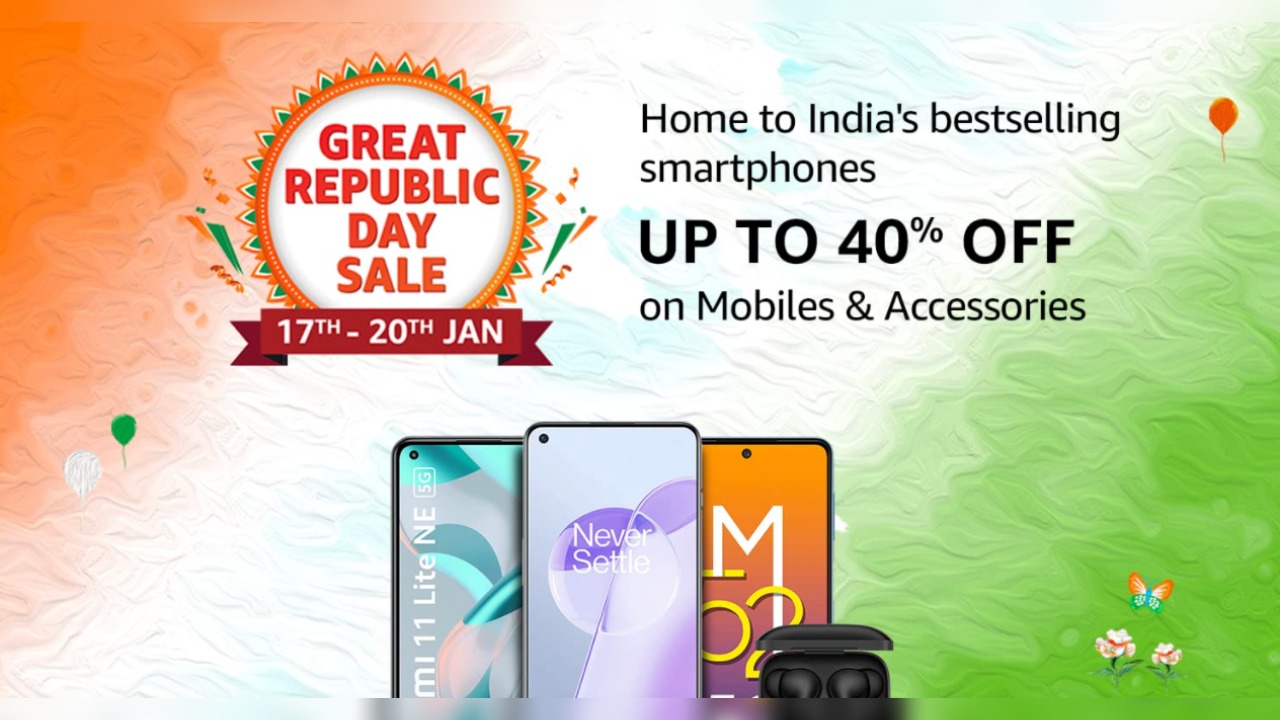 GREAT
REPUBLIC
DAY
SALE
17TH - 20TH JAN
Home to India's bestselling
smartphones
UP TO 40% OFF
on Mobiles & Accessories
mi 11 Lite NE 5G
Never
Settle
M
52